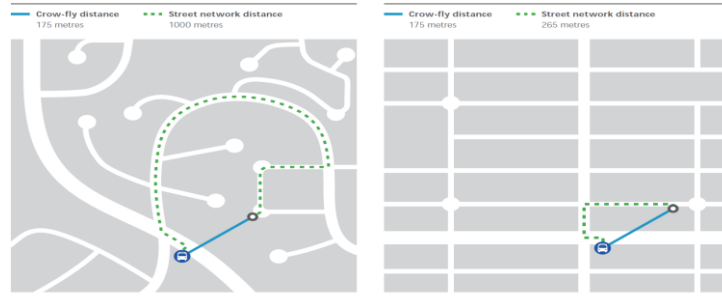 Crow-fly distance
175 metres
Street network distance
1000 metres
Crow-fly distance
175 metres
Street network distance
265 metres